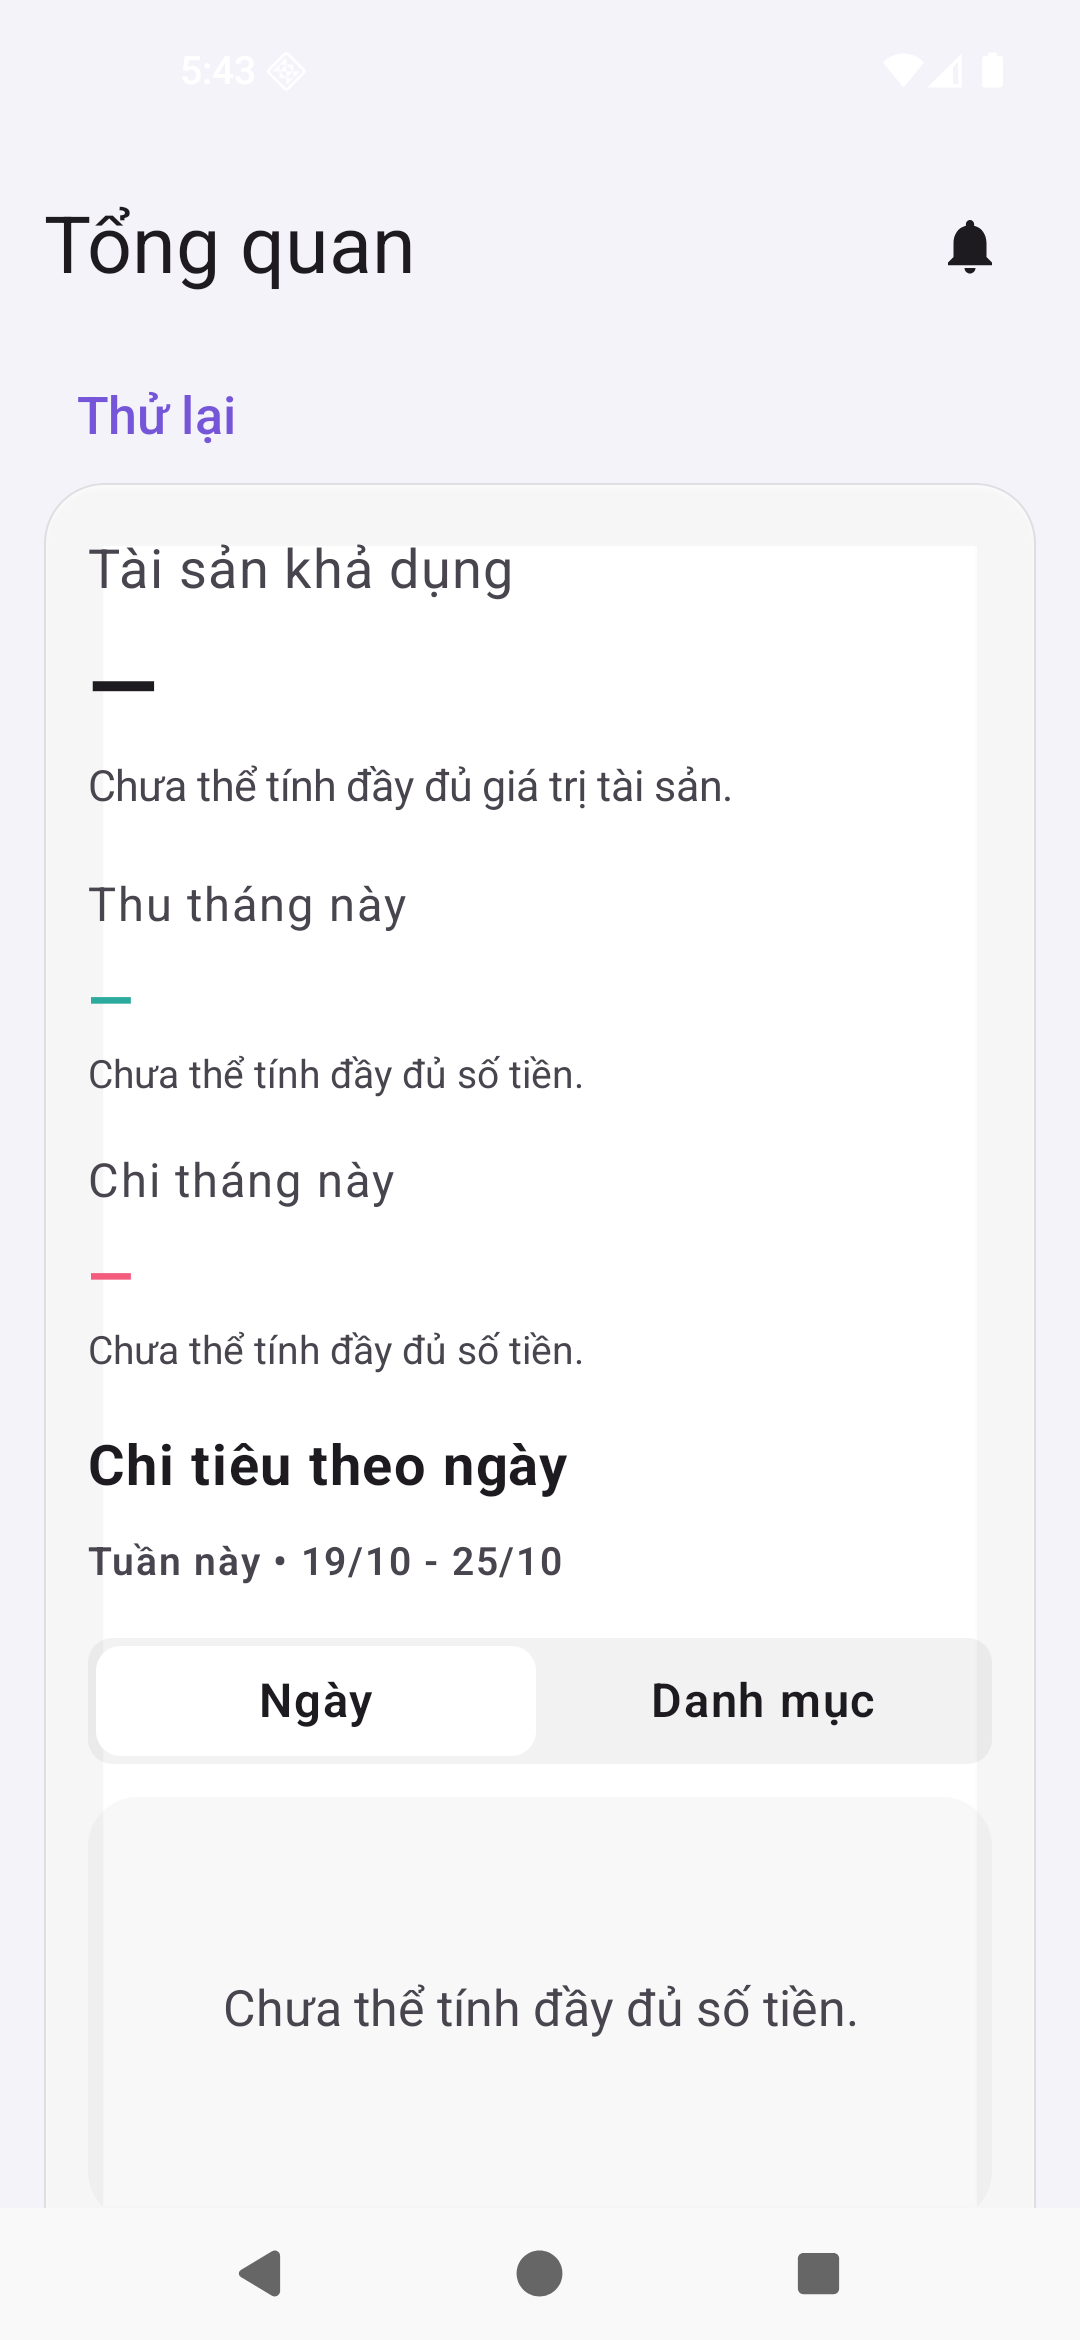 5:43
Tổng quan
Thử lại
Tài sản khả dụng
—
Chưa thể tính đầy đủ giá trị tài sản.
Thu tháng này
—
Chưa thể tính đầy đủ số tiền.
Chi tháng này
—
Chưa thể tính đầy đủ số tiền.
Chi tiêu theo ngày
Tuần này • 19/10 - 25/10
Ngày
Danh mục
Chưa thể tính đầy đủ số tiền.